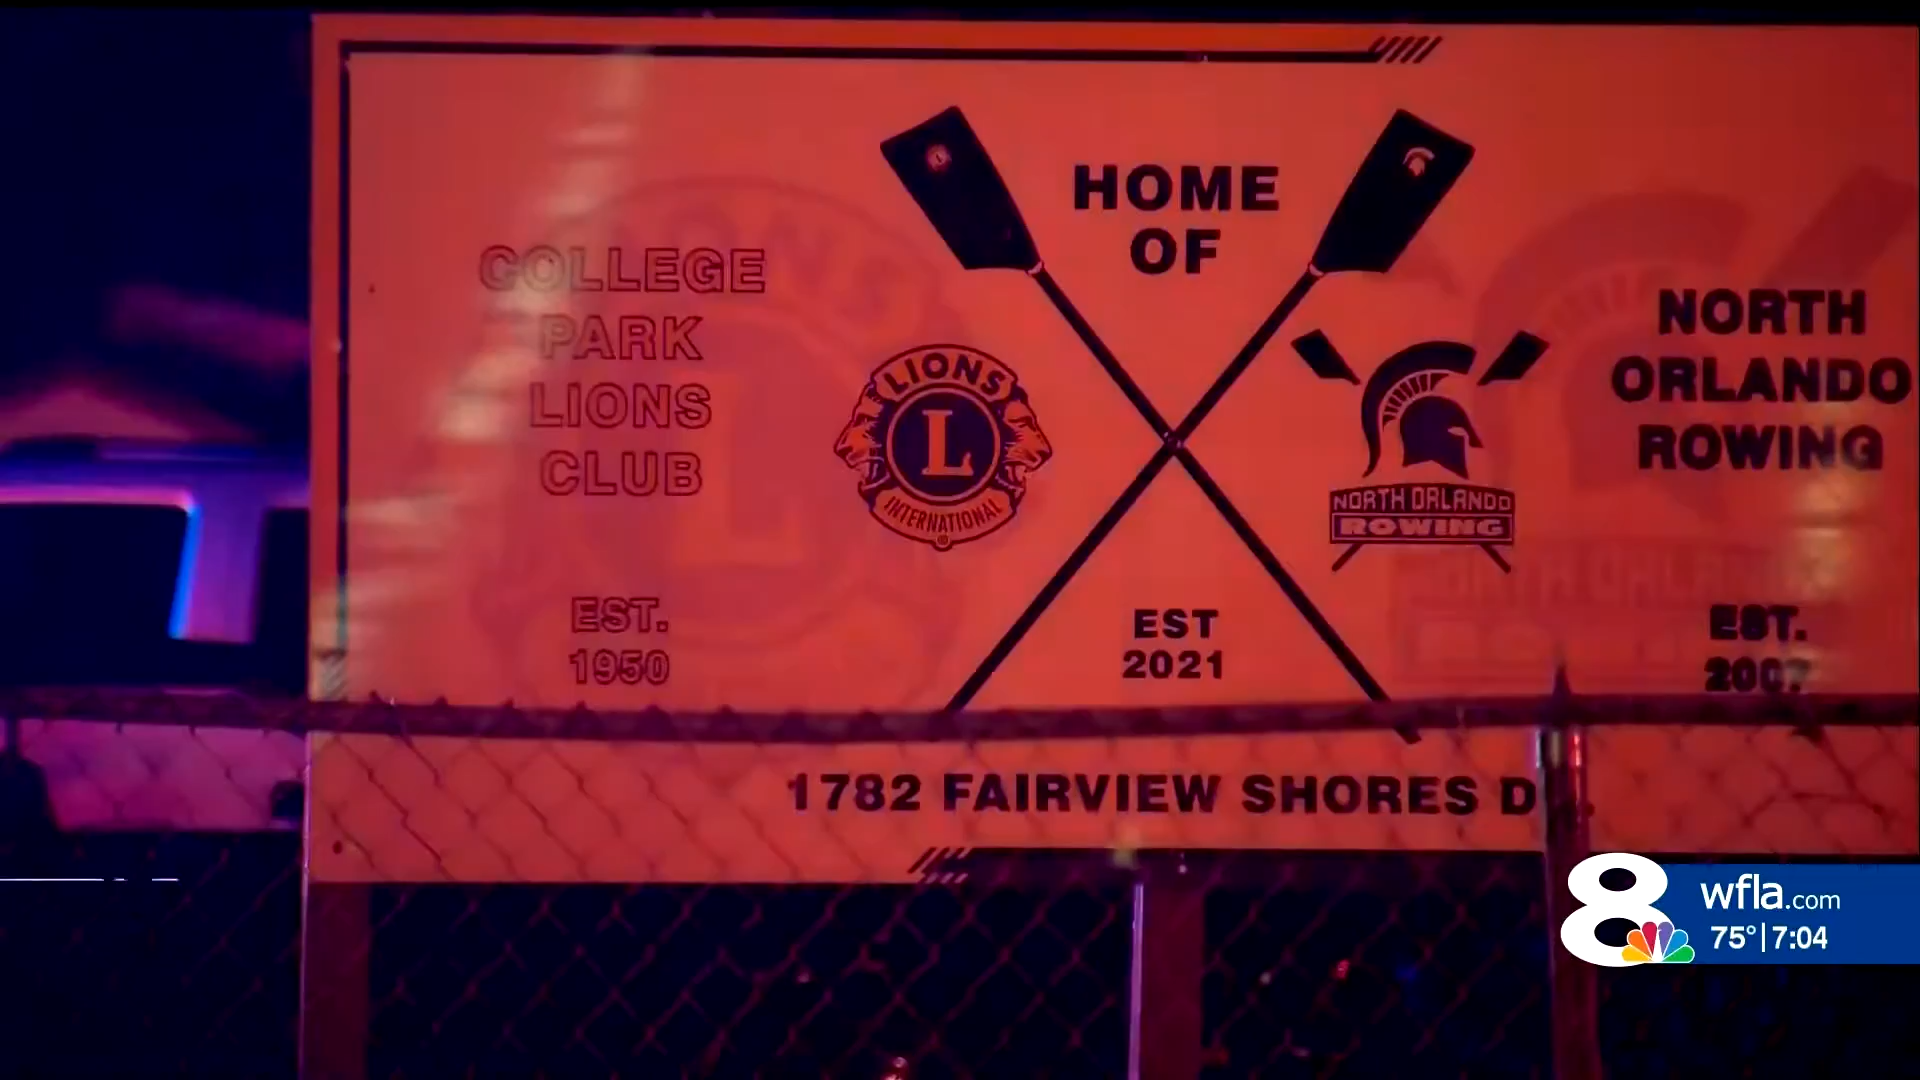 HOME
OF
COLLEGE
PARK
LIONS
CLUB
EST.
1950
LIONS
L
INTERNATIONAL
®
EST
2021
NORTH ORLANDO
ROWING
NORTH
ORLANDO
ROWING
EST.
2007
1782 FAIRVIEW SHORES D
8 wfla.com
75° | 7:04